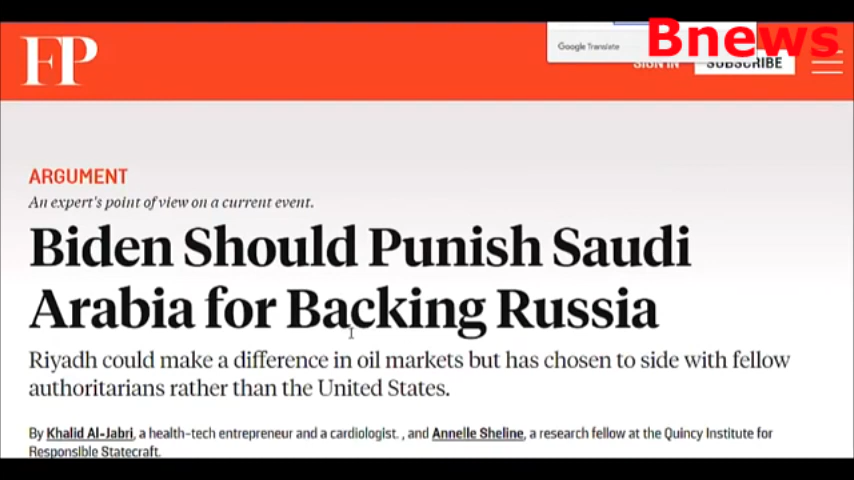 FP
Google Translate
Bnews
SIGN IN
SUBSCRIBE
ARGUMENT
An expert's point of view on a current event.
Biden Should Punish Saudi
Arabia for Backing Russia
Riyadh could make a difference in oil markets but has chosen to side with fellow
authoritarians rather than the United States.
By Khalid Al-Jabri, a health-tech entrepreneur and a cardiologist. , and Annelle Sheline, a research fellow at the Quincy Institute for
Responsible Statecraft.